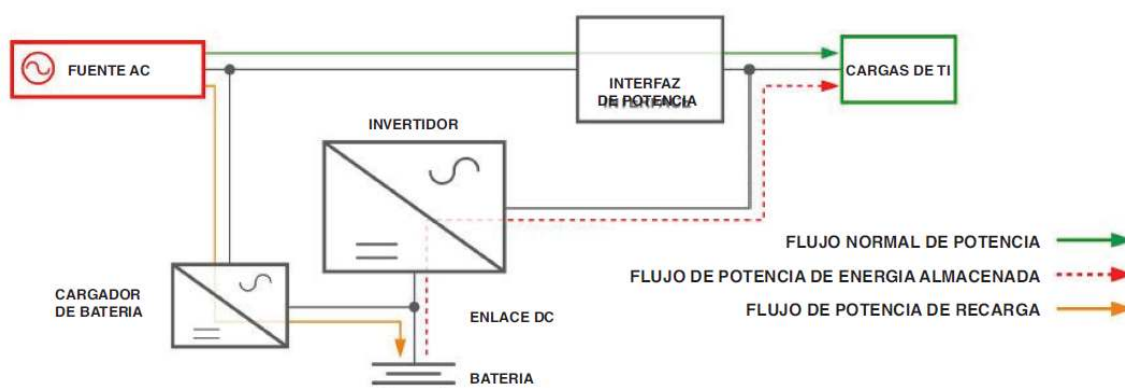 FUENTE AC
INTERFAZ
DE POTENCIA
INTERFACE
CARGAS DE TI
INVERTIDOR
FLUJO NORMAL DE POTENCIA
FLUJO DE POTENCIA DE ENERGIA ALMACENADA
FLUJO DE POTENCIA DE RECARGA
CARGADOR
DE BATERIA
ENLACE DC
BATERIA